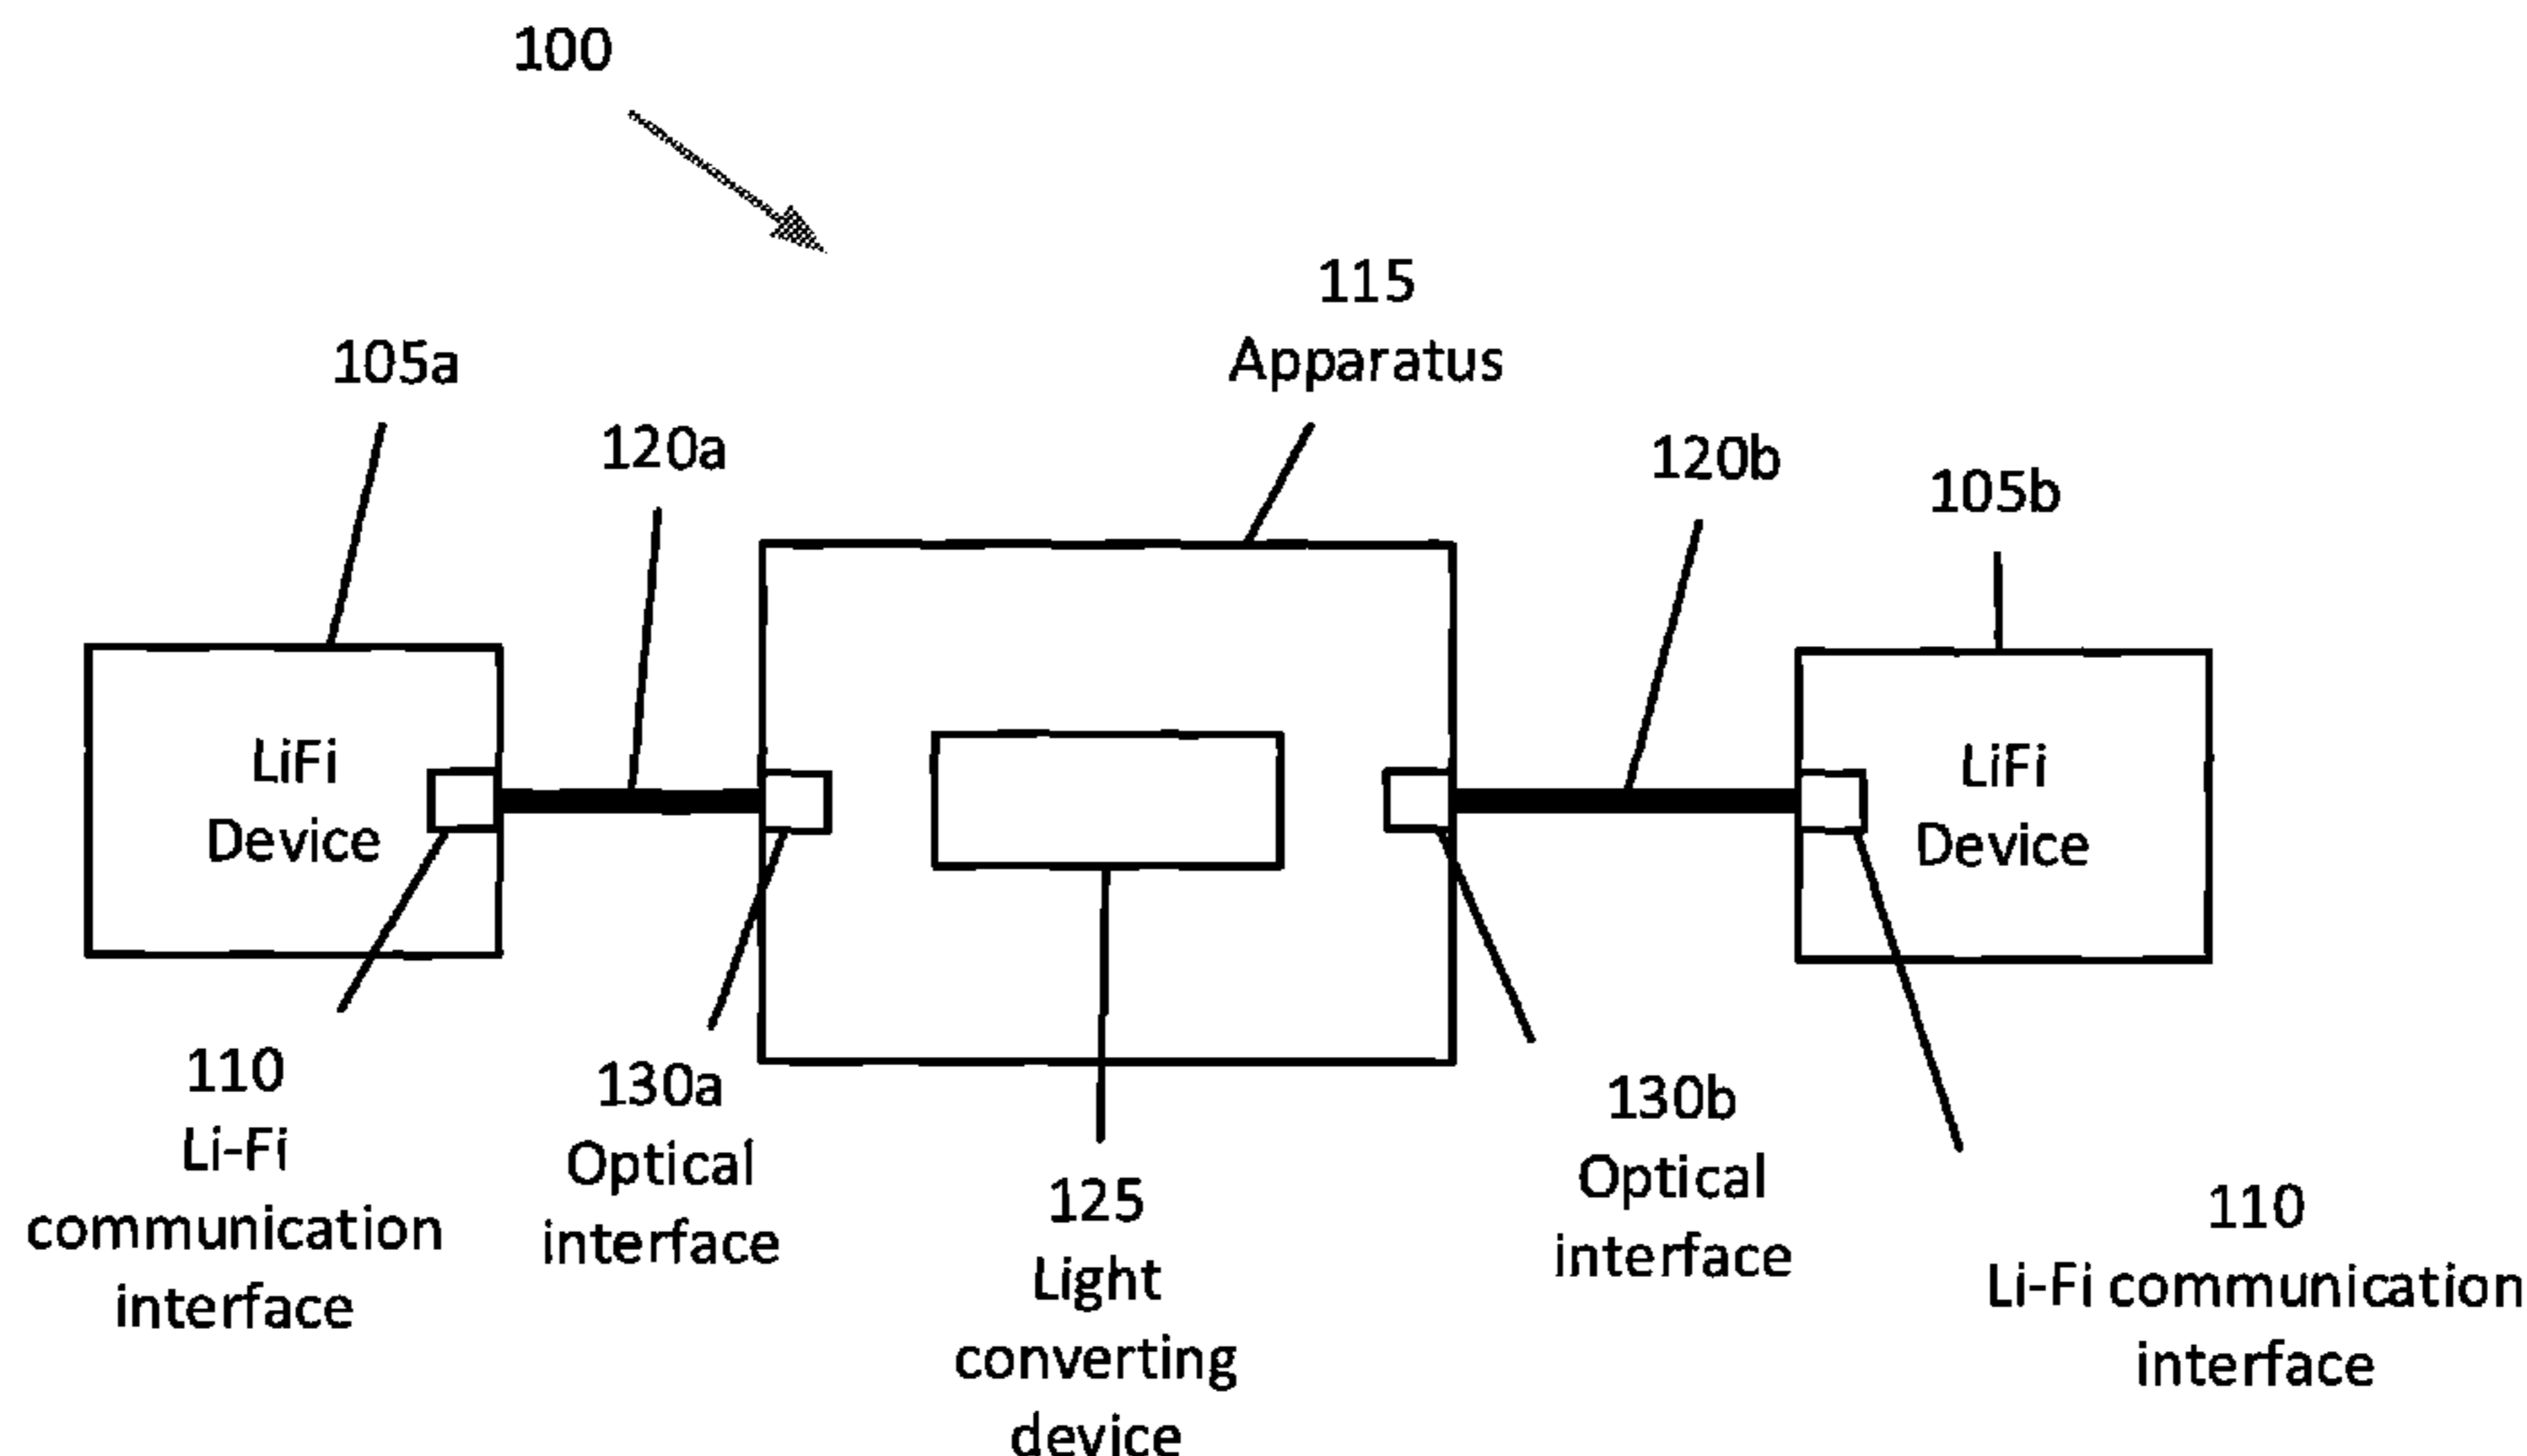 100
115
Apparatus
105a
120a
120b
105b
LiFi
Device
LiFi
Device
110
Li-Fi
communication
interface
130a
Optical
interface
125
Light
converting
device
130b
Optical
interface
110
Li-Fi communication
interface